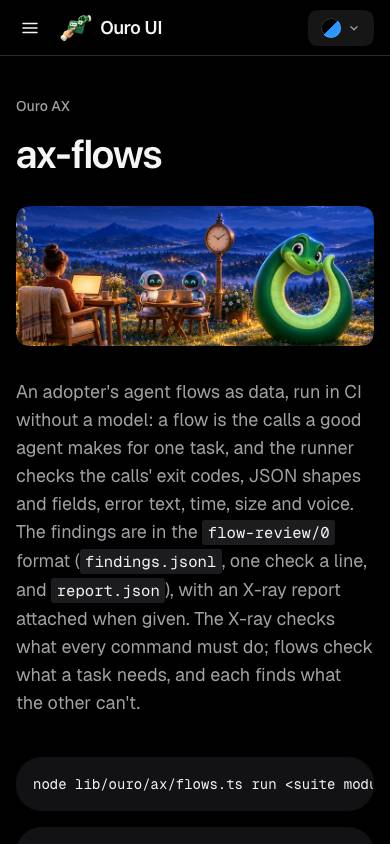 Ouro UI
Ouro AX
ax-flows
An adopter's agent flows as data, run in CI
without a model: a flow is the calls a good
agent makes for one task, and the runner
checks the calls' exit codes, JSON shapes
and fields, error text, time, size and voice.
The findings are in the flow-review/0
format (findings.jsonl, one check a line,
and report.json), with an X-ray report
attached when given. The X-ray checks
what every command must do; flows check
what a task needs, and each finds what
the other can't.
node lib/ouro/ax/flows.ts run <suite modu